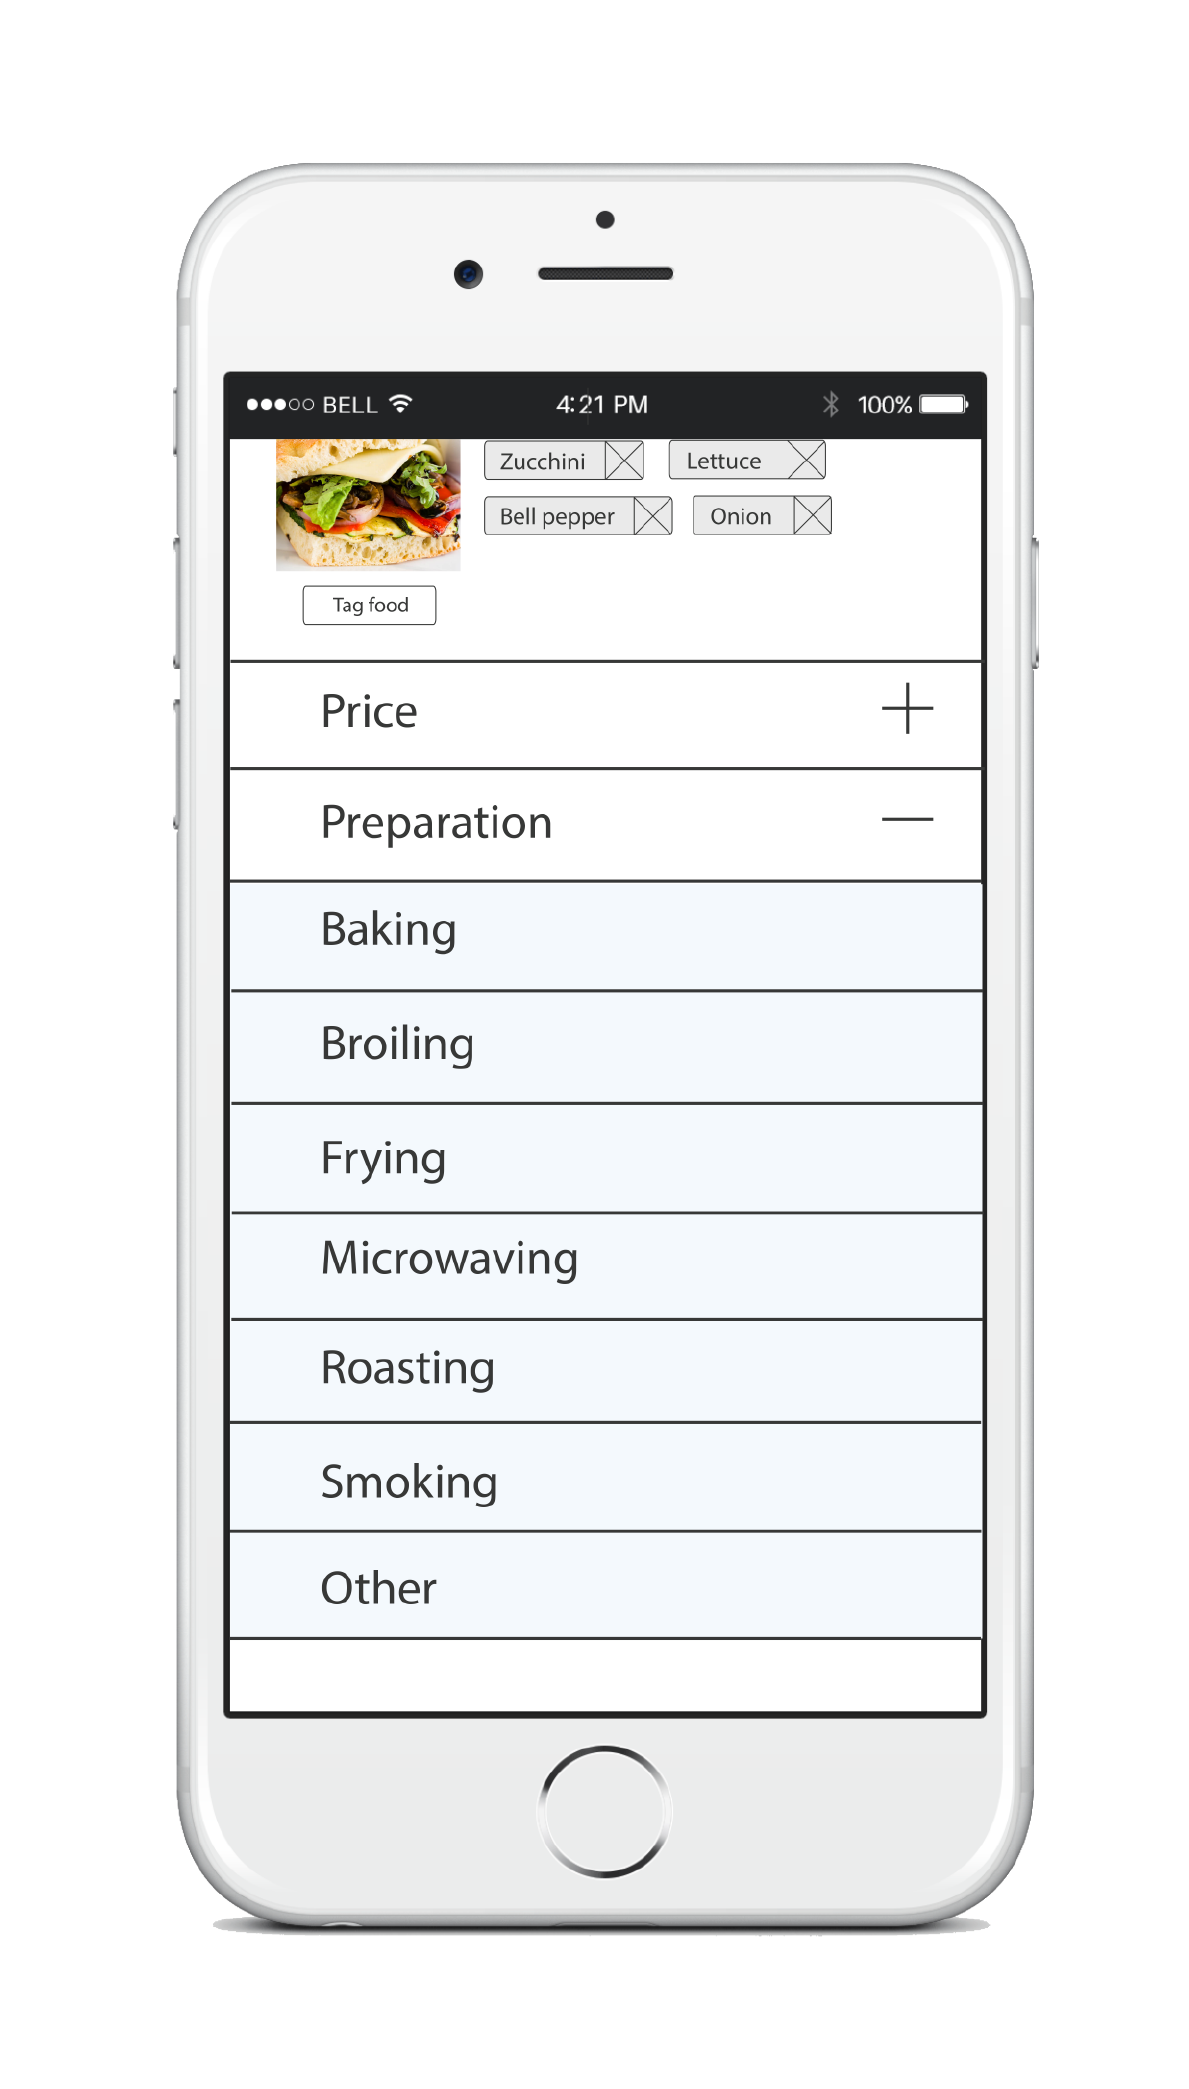 BELL 4:21 PM 100%
Zucchini Lettuce
Bell pepper Onion
Tag food
Price
Preparation
Baking
Broiling
Frying
Microwaving
Roasting
Smoking
Other